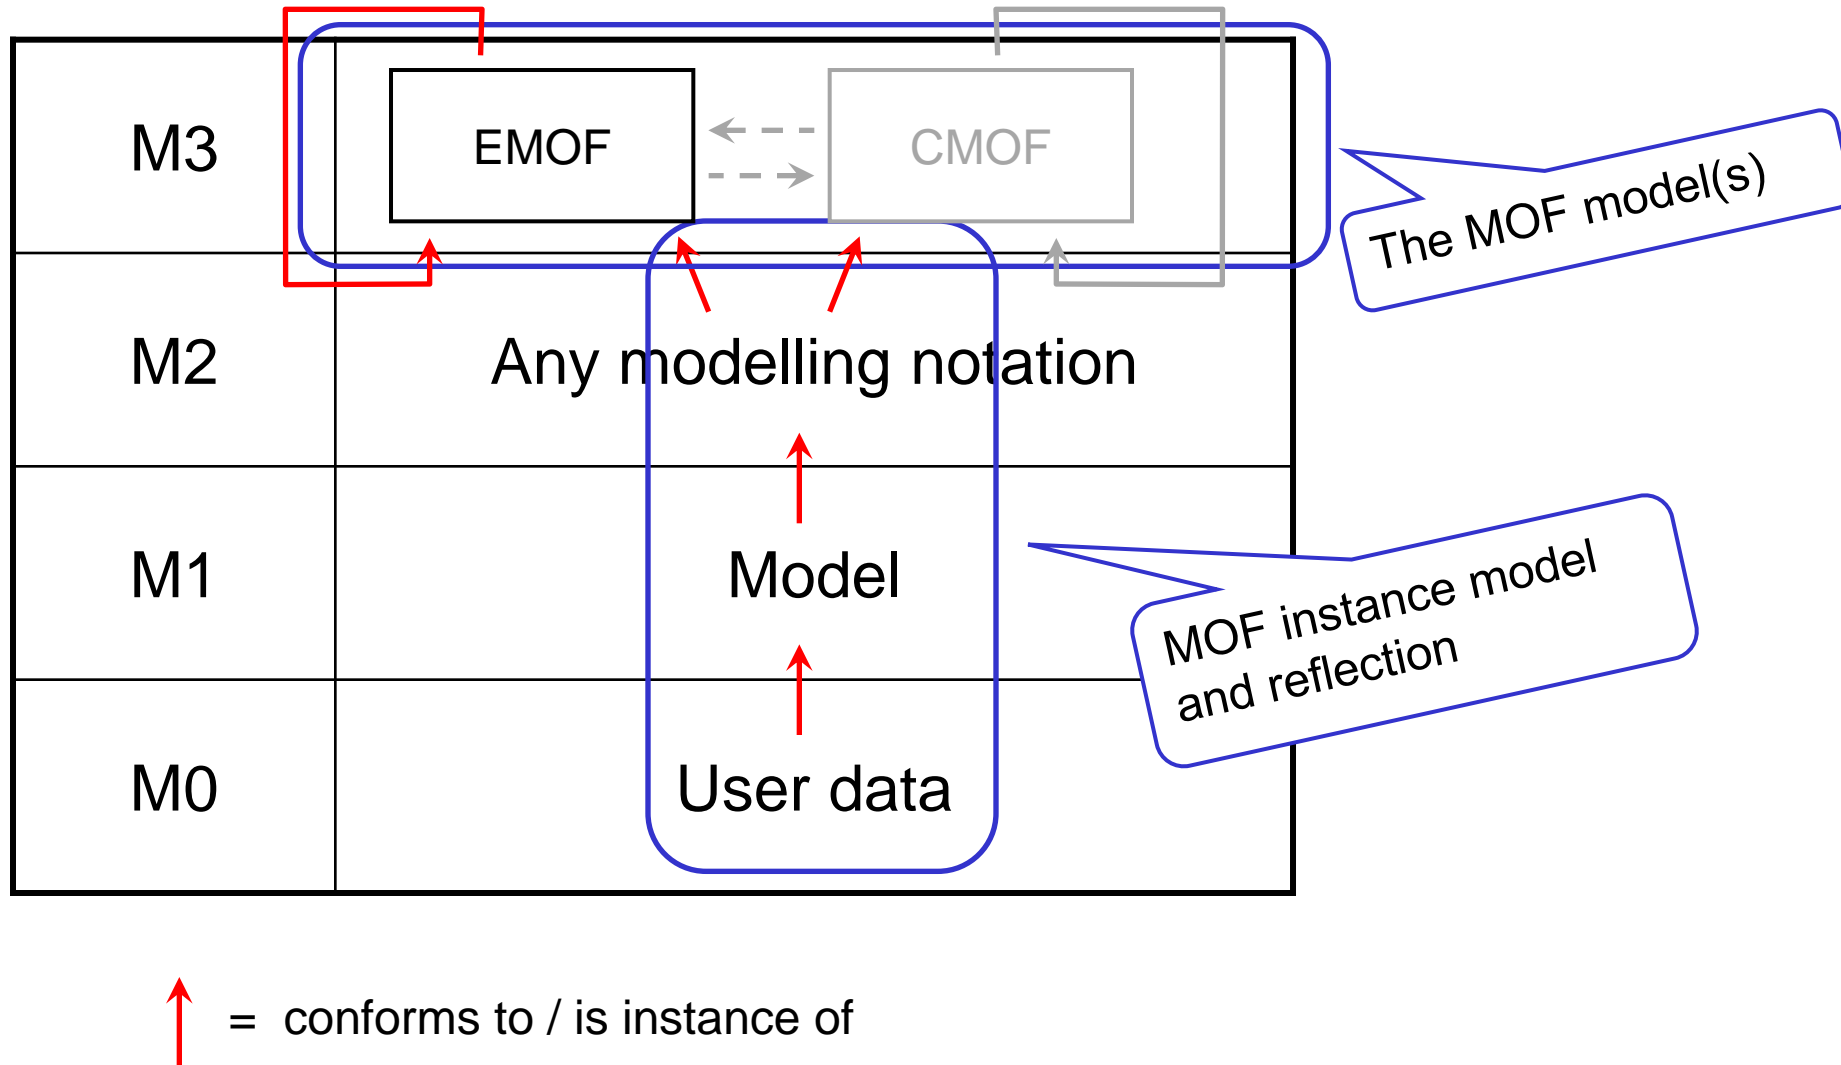 M3
EMOF
CMOF
The MOF model(s)
M2
Any modelling notation
M1
Model
MOF instance model
and reflection
M0
User data
= conforms to / is instance of